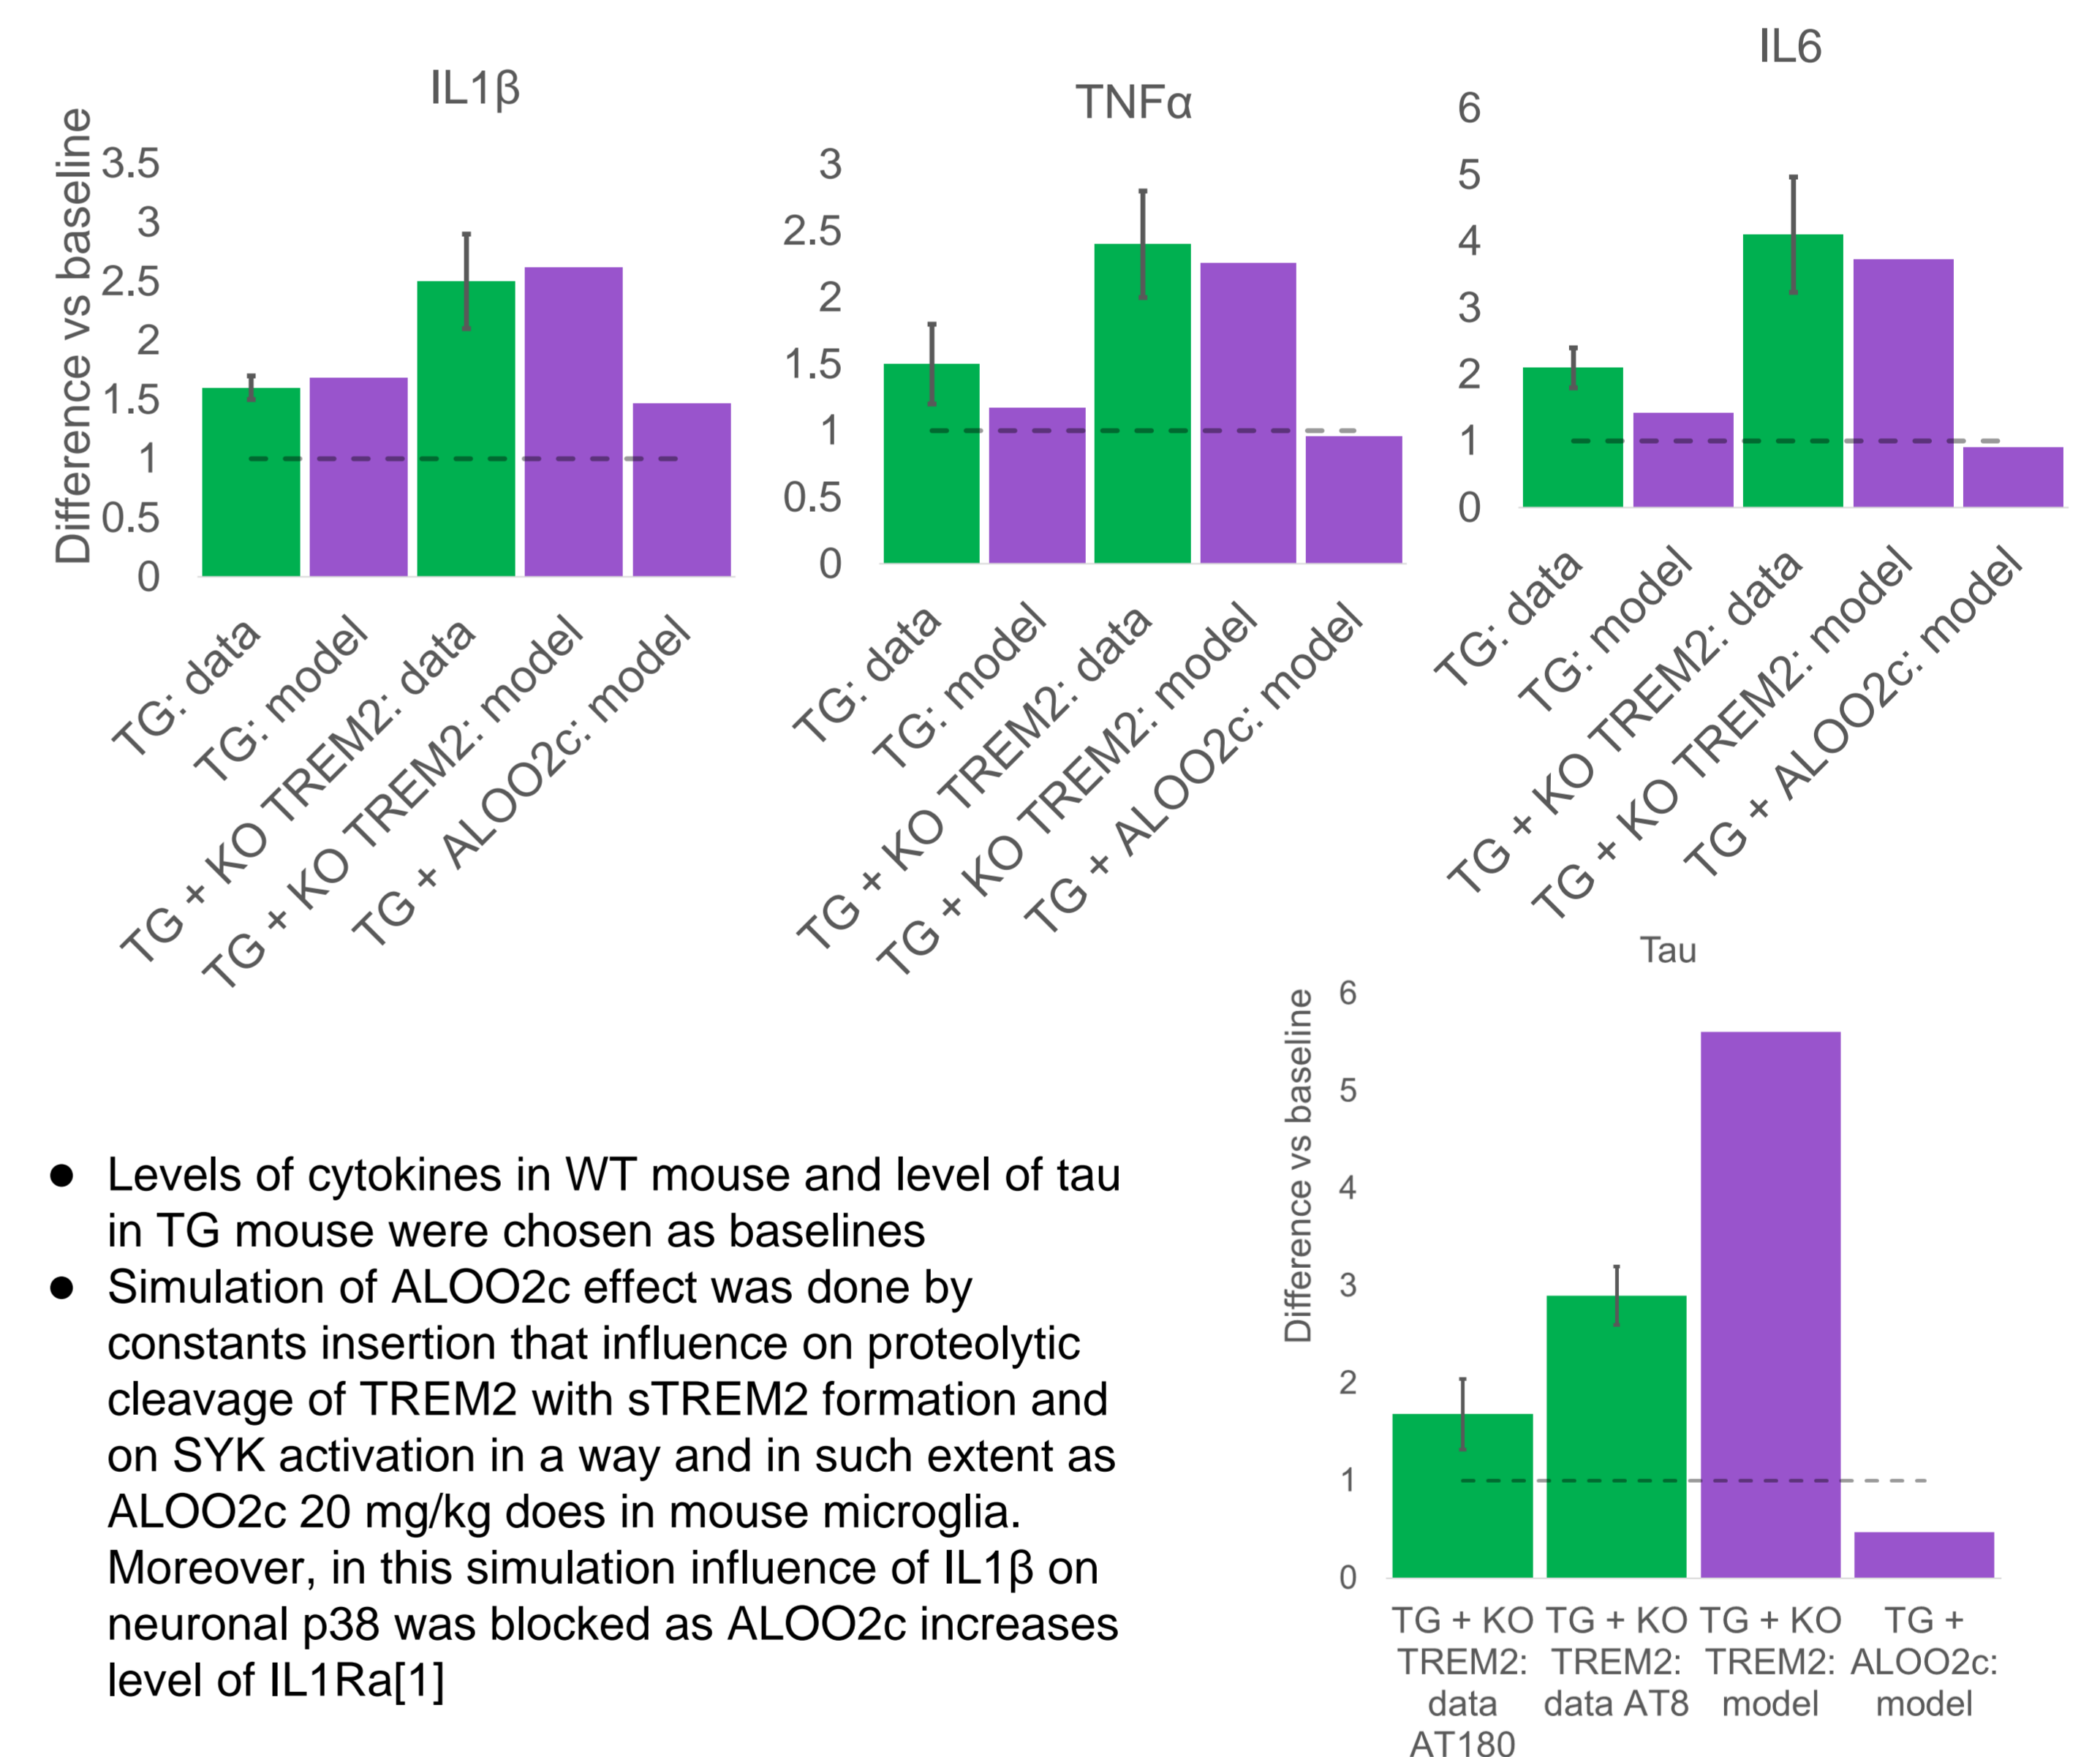 IL1β
Difference vs baseline
3.5
3
2.5
2
1.5
1
0.5
0
TG: data
TG: model
TG + KO TREM2: data
TG + KO TREM2: model
TG + ALOO2c: model
TNFα
3
2.5
2
1.5
1
0.5
0
TG: data
TG: model
TG + KO TREM2: data
TG + KO TREM2: model
TG + ALOO2c: model
IL6
6
5
4
3
2
1
0
TG: data
TG: model
TG + KO TREM2: data
TG + KO TREM2: model
TG + ALOO2c: model
● Levels of cytokines in WT mouse and level of tau
in TG mouse were chosen as baselines
● Simulation of ALOO2c effect was done by
constants insertion that influence on proteolytic
cleavage of TREM2 with sTREM2 formation and
on SYK activation in a way and in such extent as
ALOO2c 20 mg/kg does in mouse microglia.
Moreover, in this simulation influence of IL1β on
neuronal p38 was blocked as ALOO2c increases
level of IL1Ra[1]
Tau
Difference vs baseline
6
5
4
3
2
1
0
TG + KO
TREM2:
data
AT180
TG + KO
TREM2:
data AT8
TG + KO
TREM2:
model
TG +
ALOO2c:
model